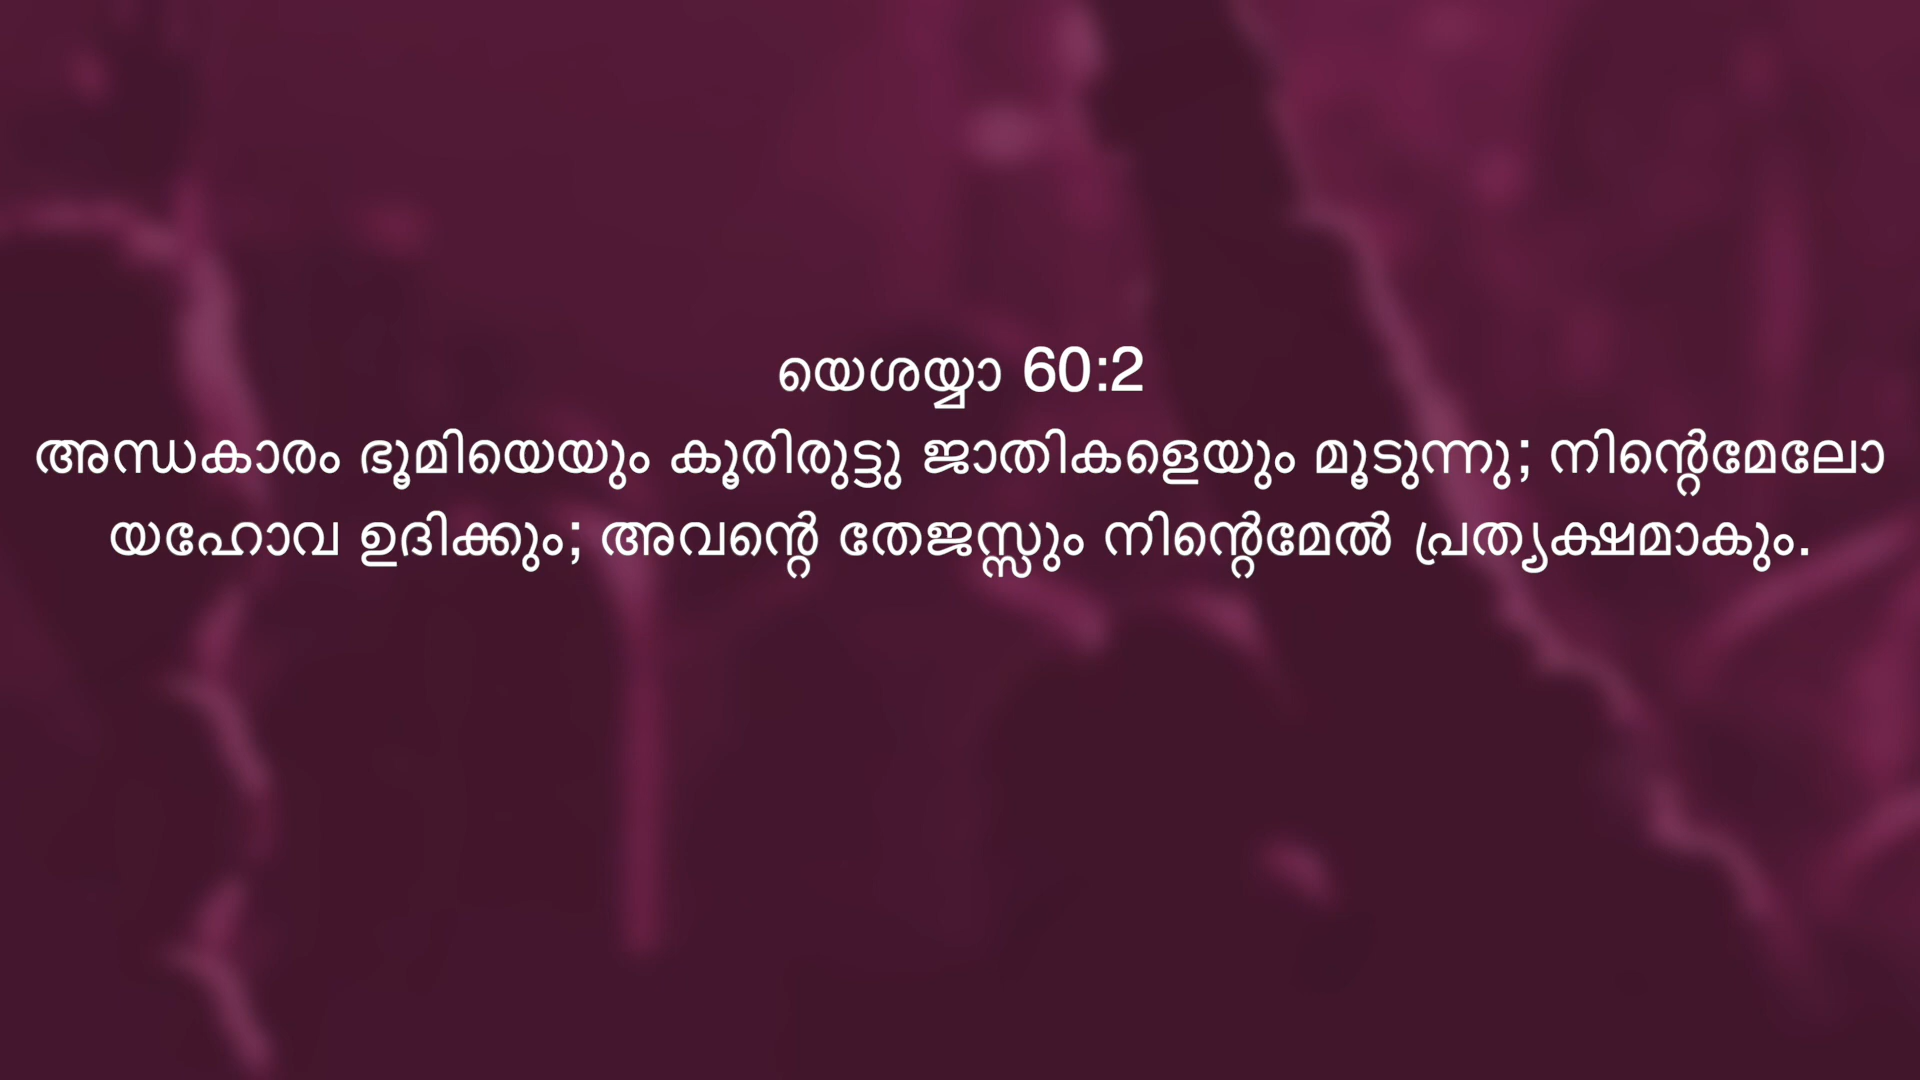 യെശയ്യാ 60:2
അന്ധകാരം ഭൂമിയെയും കൂരിരുട്ടു ജാതികളെയും മൂടുന്നു; നിന്റെമേലോ
യഹോവ ഉദിക്കും; അവന്റെ തേജസ്സും നിന്റെമേൽ പ്രത്യക്ഷമാകും.